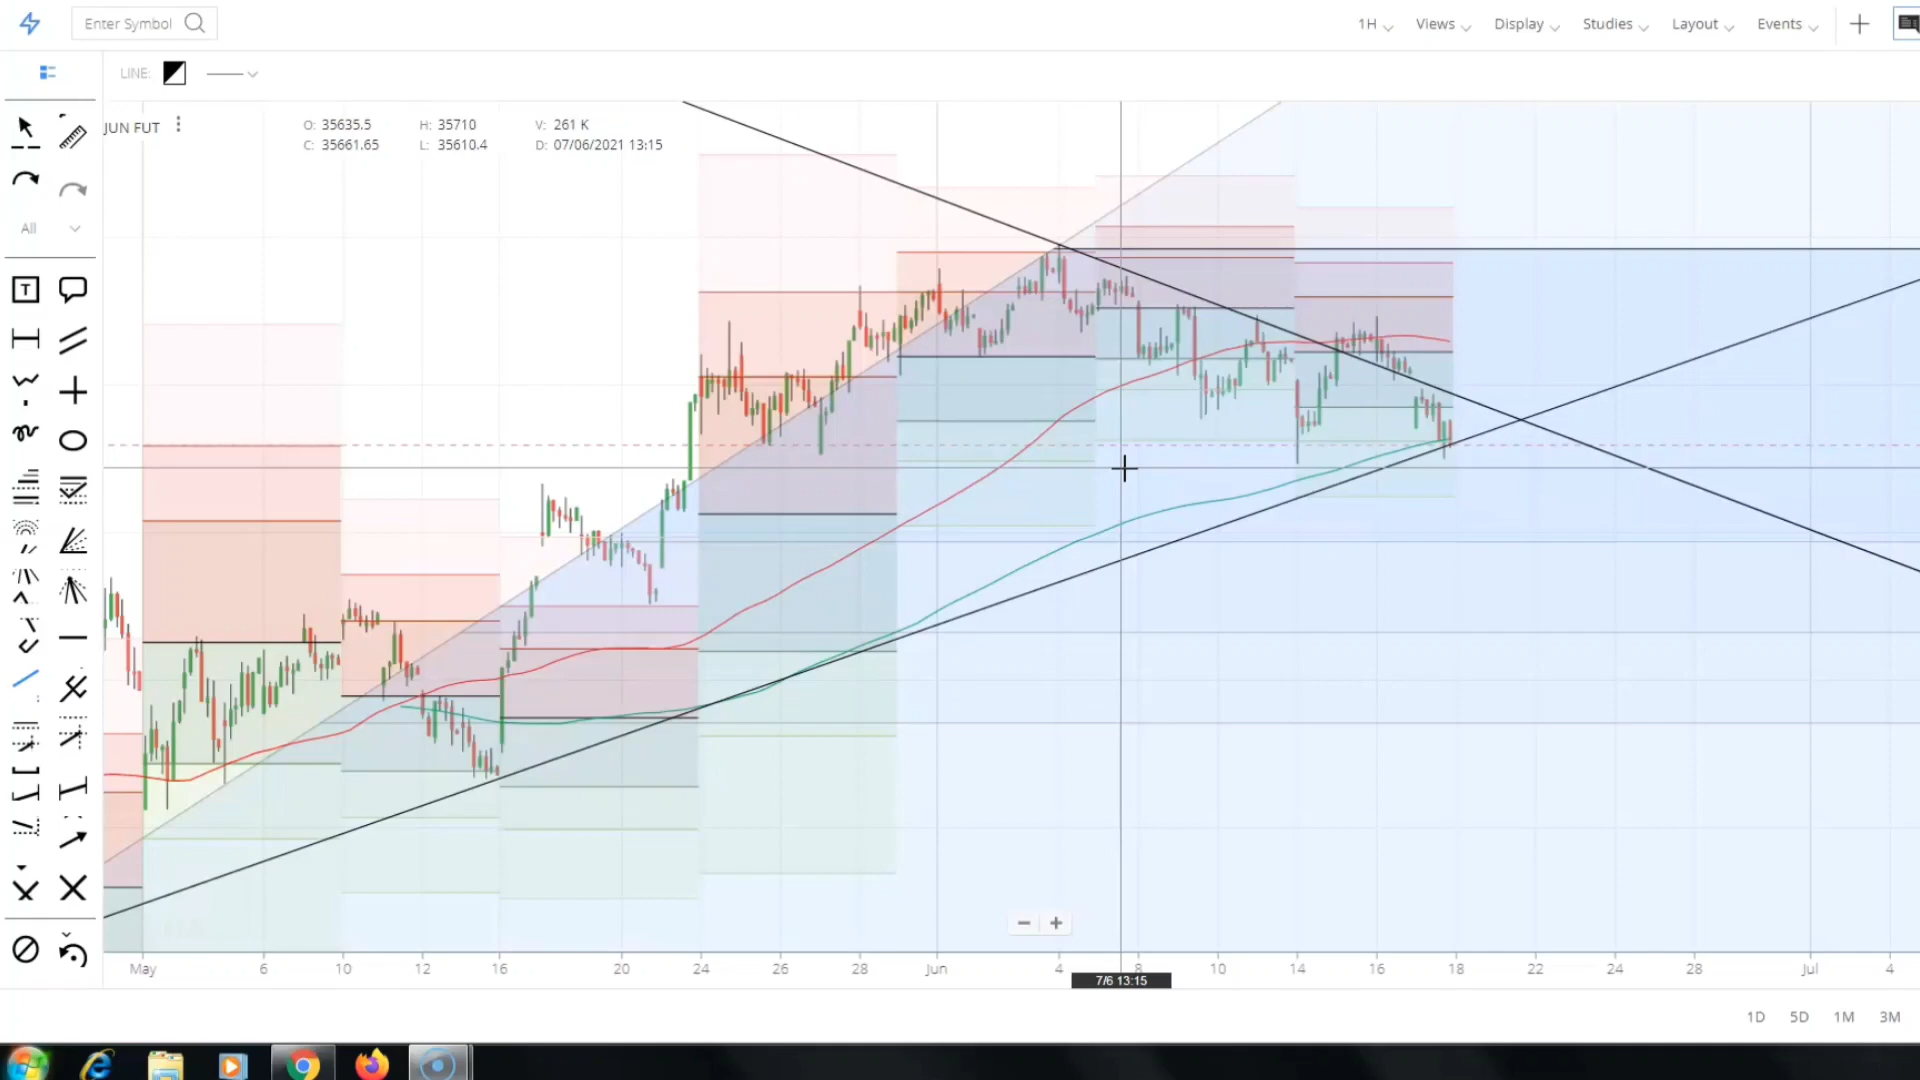 Enter Symbol
1H Views Display Studies Layout Events
LINE:
JUN FUT
O: 35635.5 H: 35710 V: 261 K
C: 35661.65 L: 35610.4 D: 07/06/2021 13:15
All
T
May 6 10 12 16 20 24 26 28 Jun 4 8 10 14 16 18 22 24 28 Jul 4
7/6 13:15
1D 5D 1M 3M